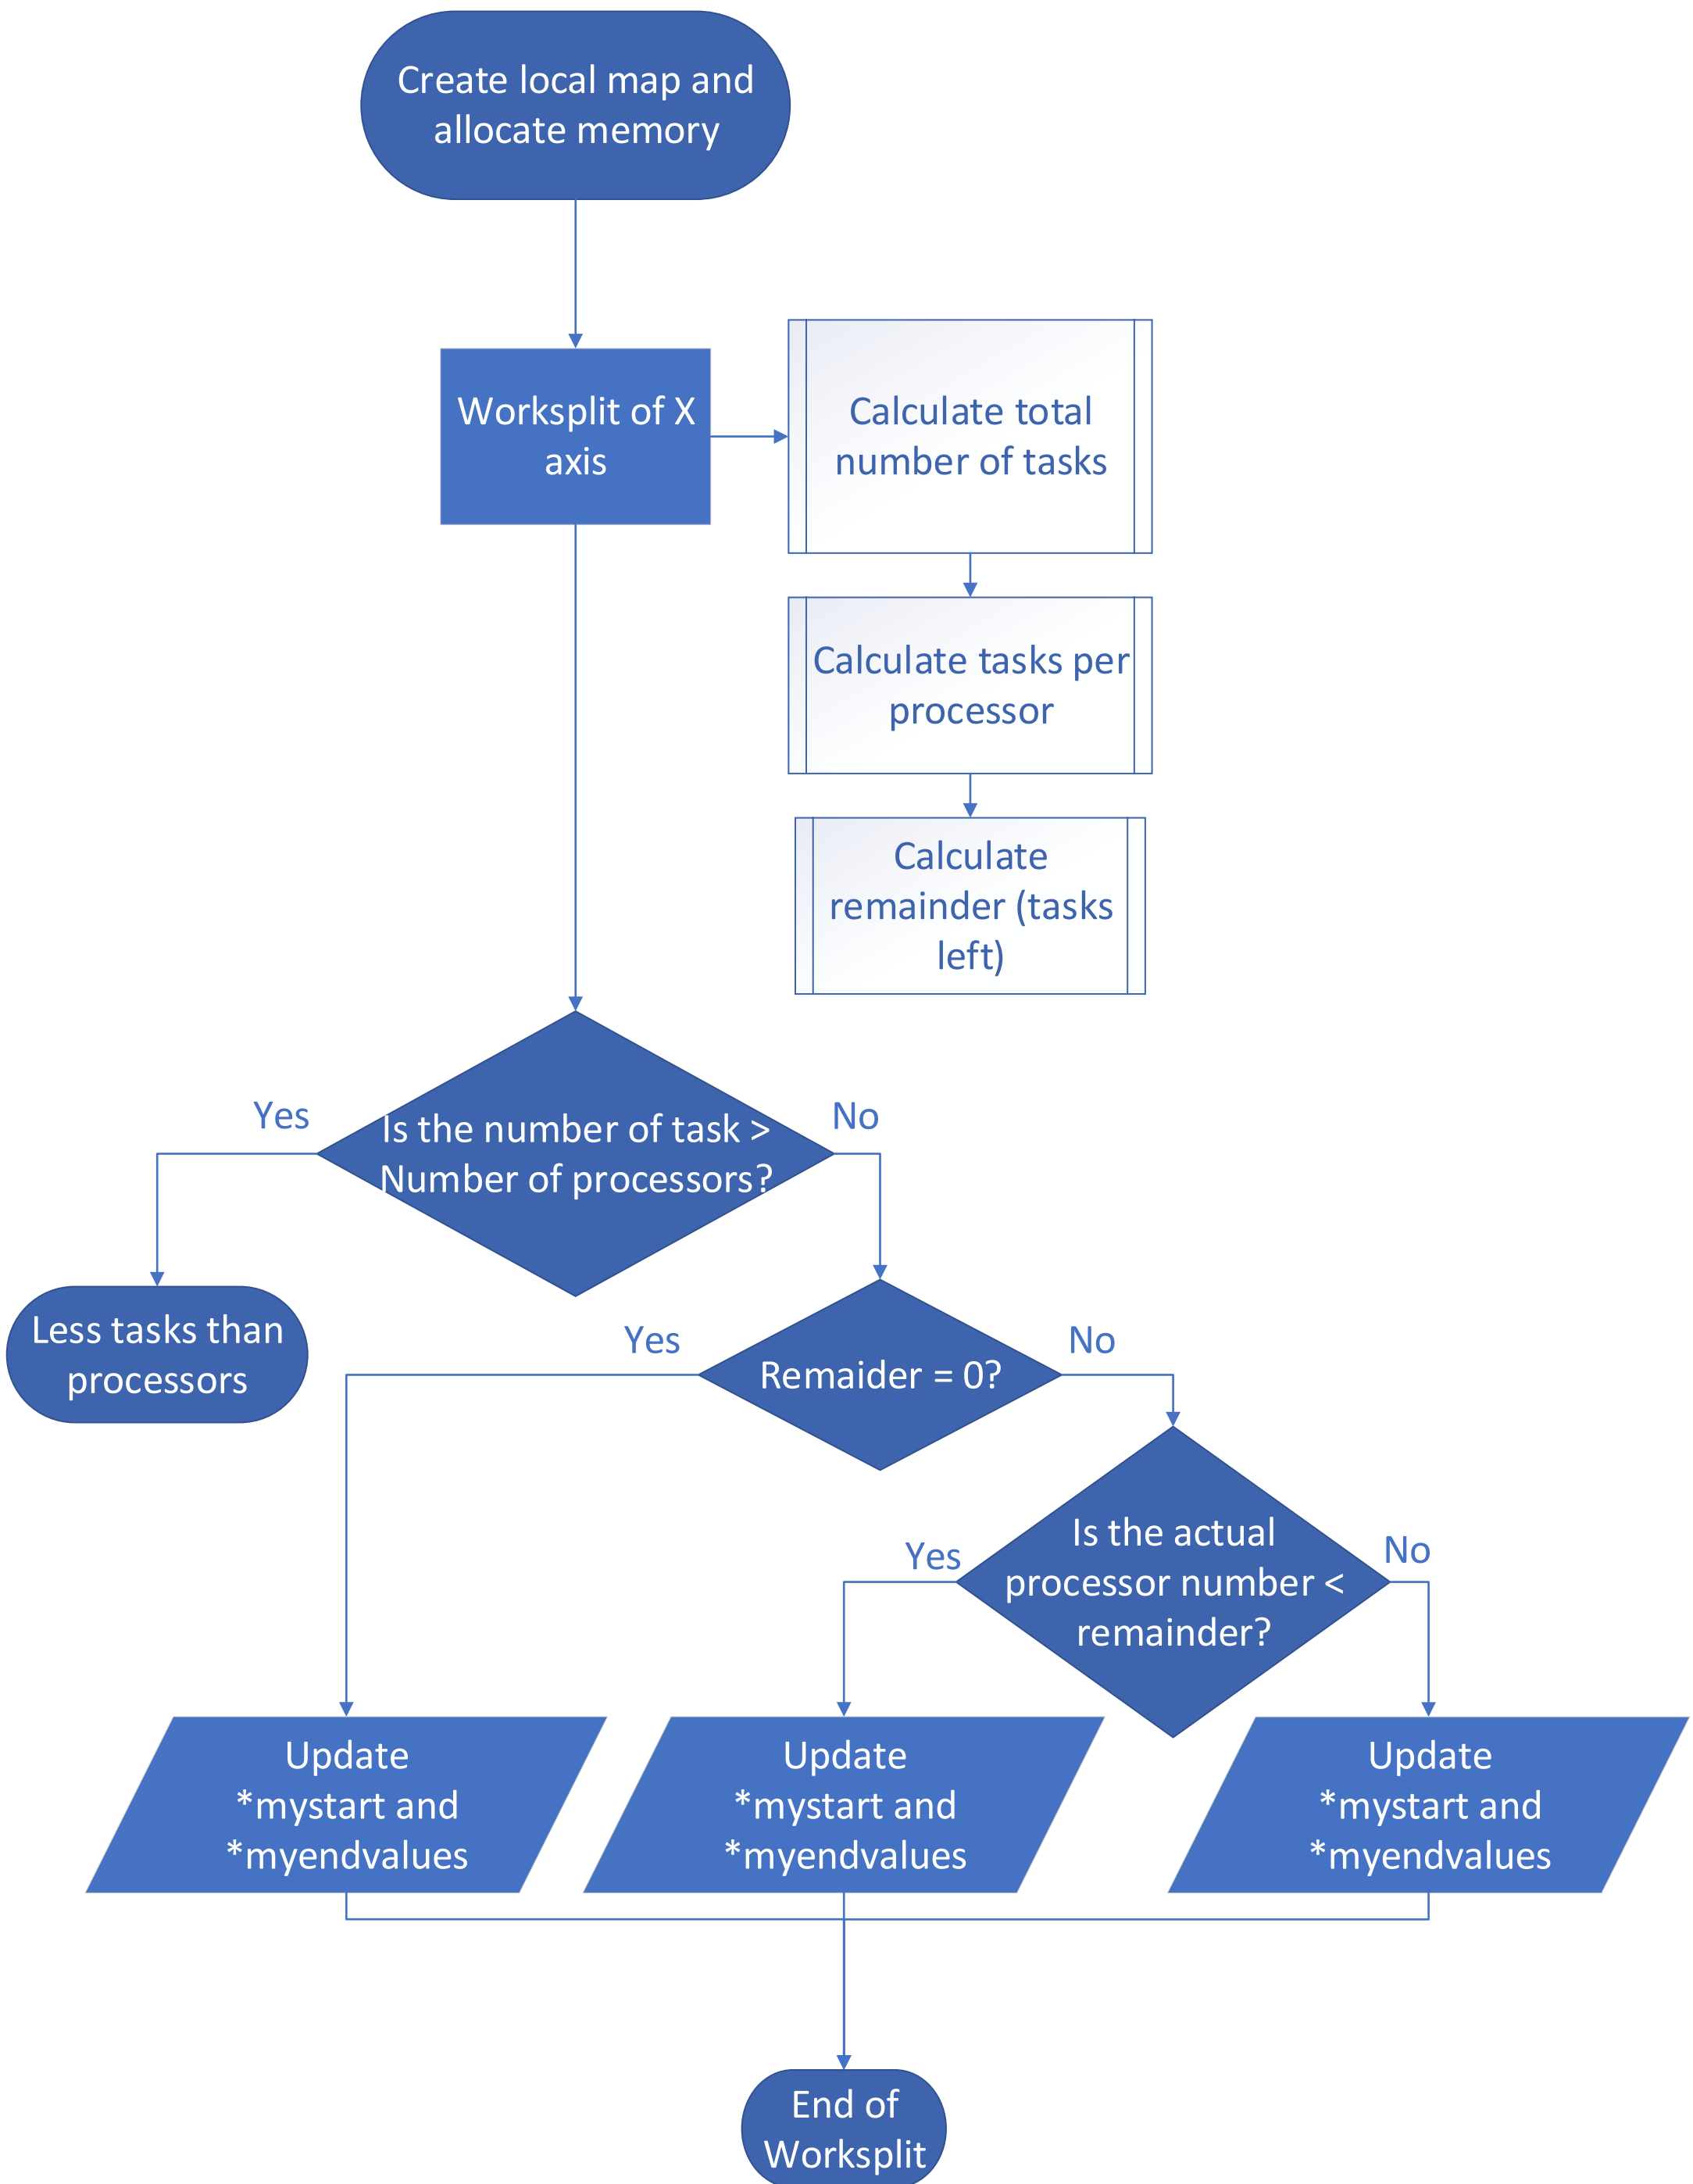 Create local map and
allocate memory
Worksplit of X
axis
Calculate total
number of tasks
Calculate tasks per
processor
Calculate
remainder (tasks
left)
Yes
Is the number of task >
Number of processors?
No
Less tasks than
processors
Yes
Remaider = 0?
No
Yes
Is the actual
processor number <
remainder?
No
Update
*mystart and
*myendvalues
Update
*mystart and
*myendvalues
Update
*mystart and
*myendvalues
End of
Worksplit